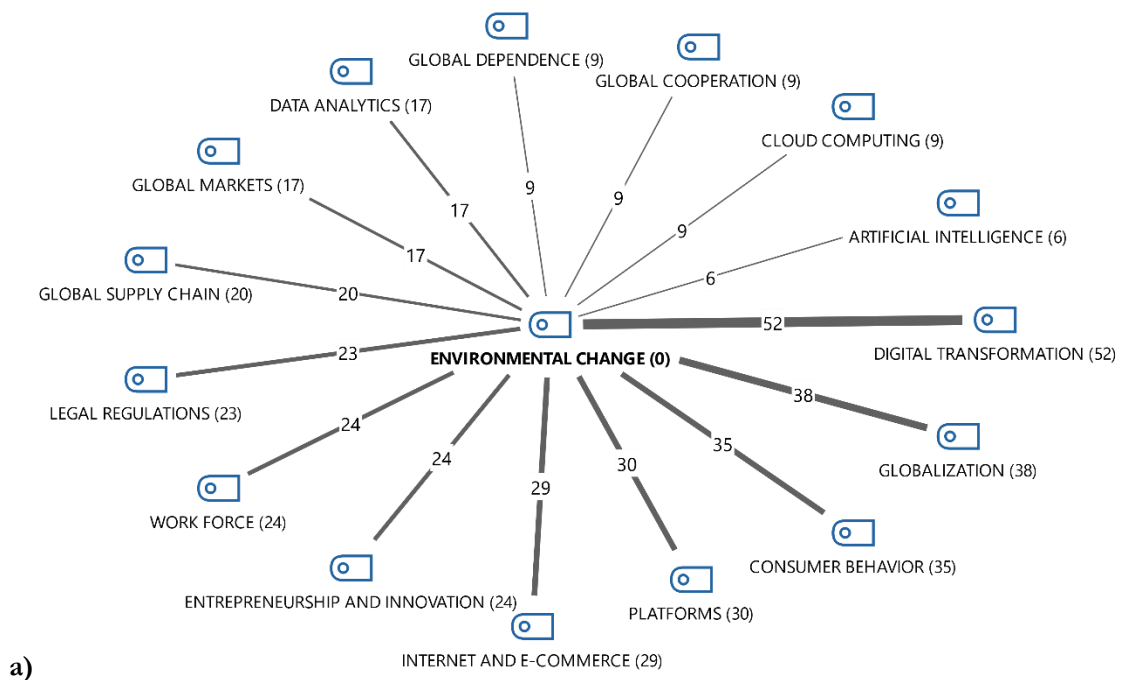 GLOBAL DEPENDENCE (9)
GLOBAL COOPERATION (9)
DATA ANALYTICS (17)
CLOUD COMPUTING (9)
GLOBAL MARKETS (17)
ARTIFICIAL INTELLIGENCE (6)
GLOBAL SUPPLY CHAIN (20)
9
9
17
9
17
6
20
52
23
ENVIRONMENTAL CHANGE (0)
DIGITAL TRANSFORMATION (52)
38
LEGAL REGULATIONS (23)
24
24
29
30
35
GLOBALIZATION (38)
WORK FORCE (24)
CONSUMER BEHAVIOR (35)
ENTREPRENEURSHIP AND INNOVATION (24)
PLATFORMS (30)
INTERNET AND E-COMMERCE (29)
a)